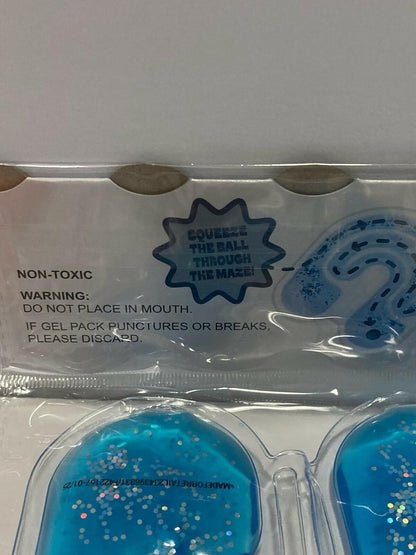 SQUEEZE
THE BALL
THROUGH
THE MAZE!
NON-TOXIC
WARNING:
DO NOT PLACE IN MOUTH.
IF GEL PACK PUNCTURES OR BREAKS,
PLEASE DISCARD.